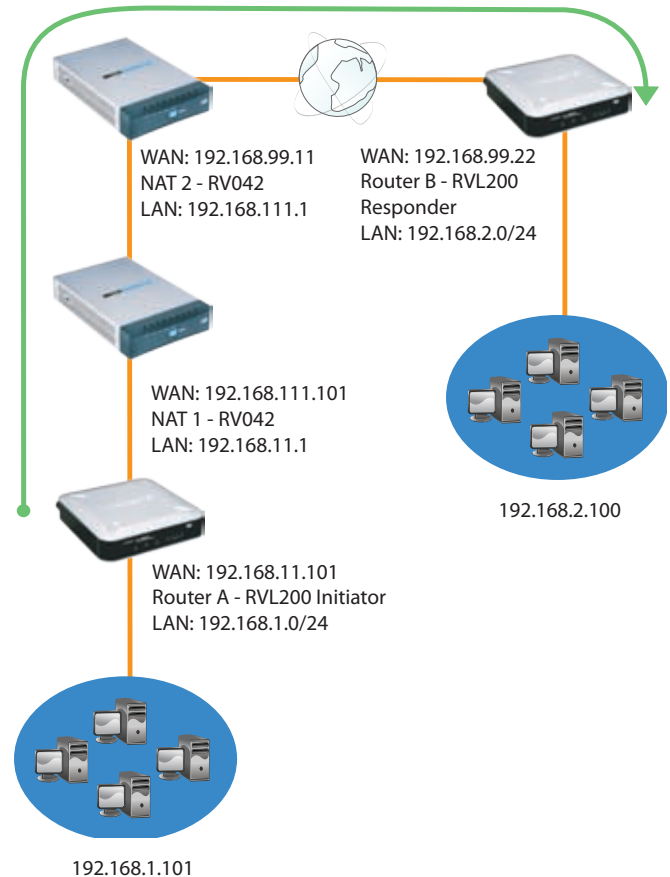 WAN: 192.168.99.11
NAT 2 - RV042
LAN: 192.168.111.1
WAN: 192.168.99.22
Router B - RVL200
Responder
LAN: 192.168.2.0/24
WAN: 192.168.111.101
NAT 1 - RV042
LAN: 192.168.11.1
192.168.2.100
WAN: 192.168.11.101
Router A - RVL200 Initiator
LAN: 192.168.1.0/24
192.168.1.101